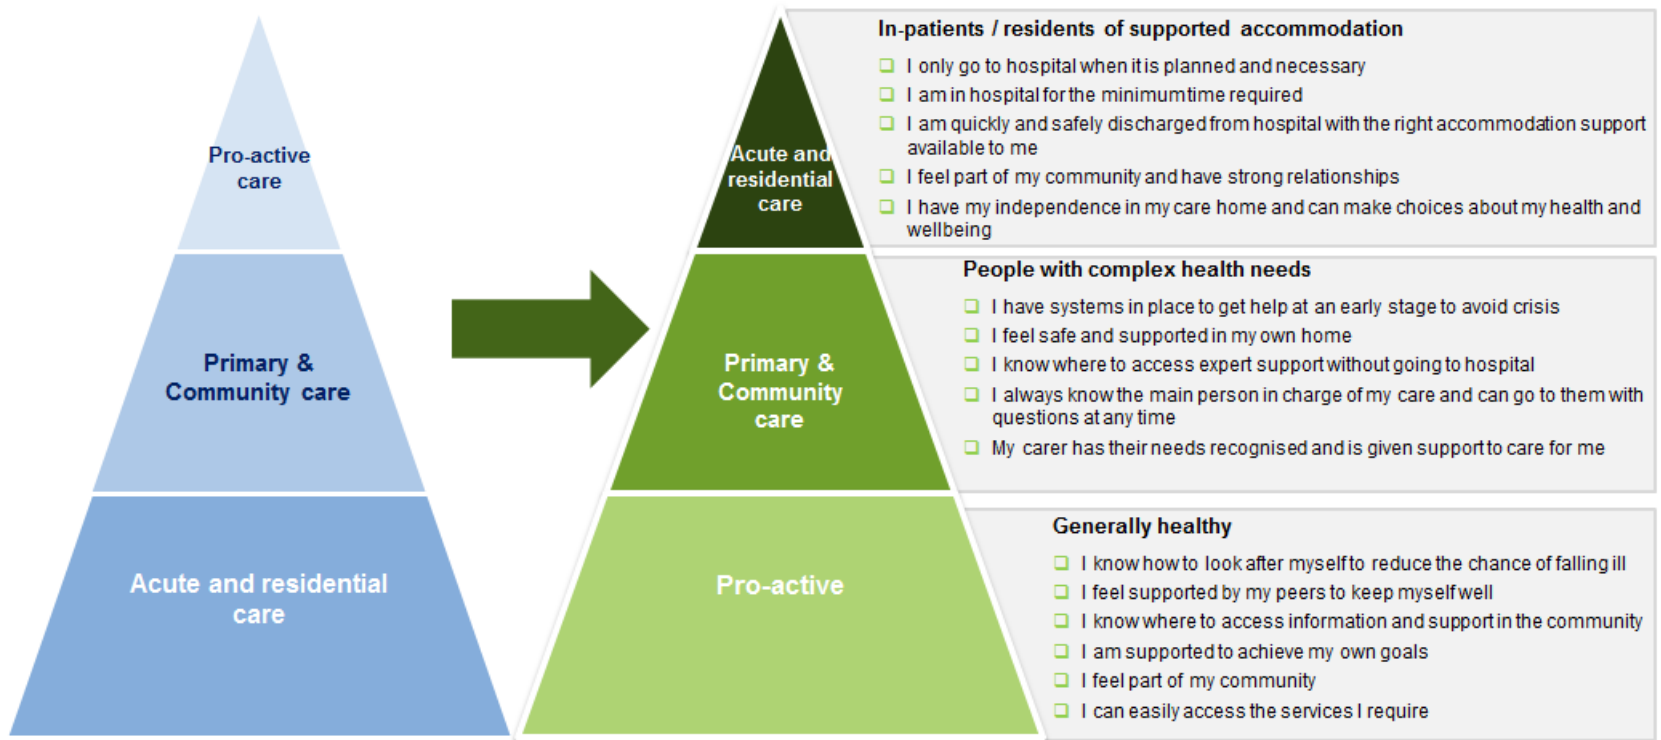 Pro-active
care
Primary &
Community care
Acute and residential
care
Acute and
residential
care
Primary &
Community
care
Pro-active
In-patients / residents of supported accommodation
I only go to hospital when it is planned and necessary
I am in hospital for the minimum time required
I am quickly and safely discharged from hospital with the right accommodation support
available to me
I feel part of my community and have strong relationships
I have my independence in my care home and can make choices about my health and
wellbeing
People with complex health needs
I have systems in place to get help at an early stage to avoid crisis
I feel safe and supported in my own home
I know where to access expert support without going to hospital
I always know the main person in charge of my care and can go to them with
questions at any time
My carer has their needs recognised and is given support to care for me
Generally healthy
I know how to look after myself to reduce the chance of falling ill
I feel supported by my peers to keep myself well
I know where to access information and support in the community
I am supported to achieve my own goals
I feel part of my community
I can easily access the services I require